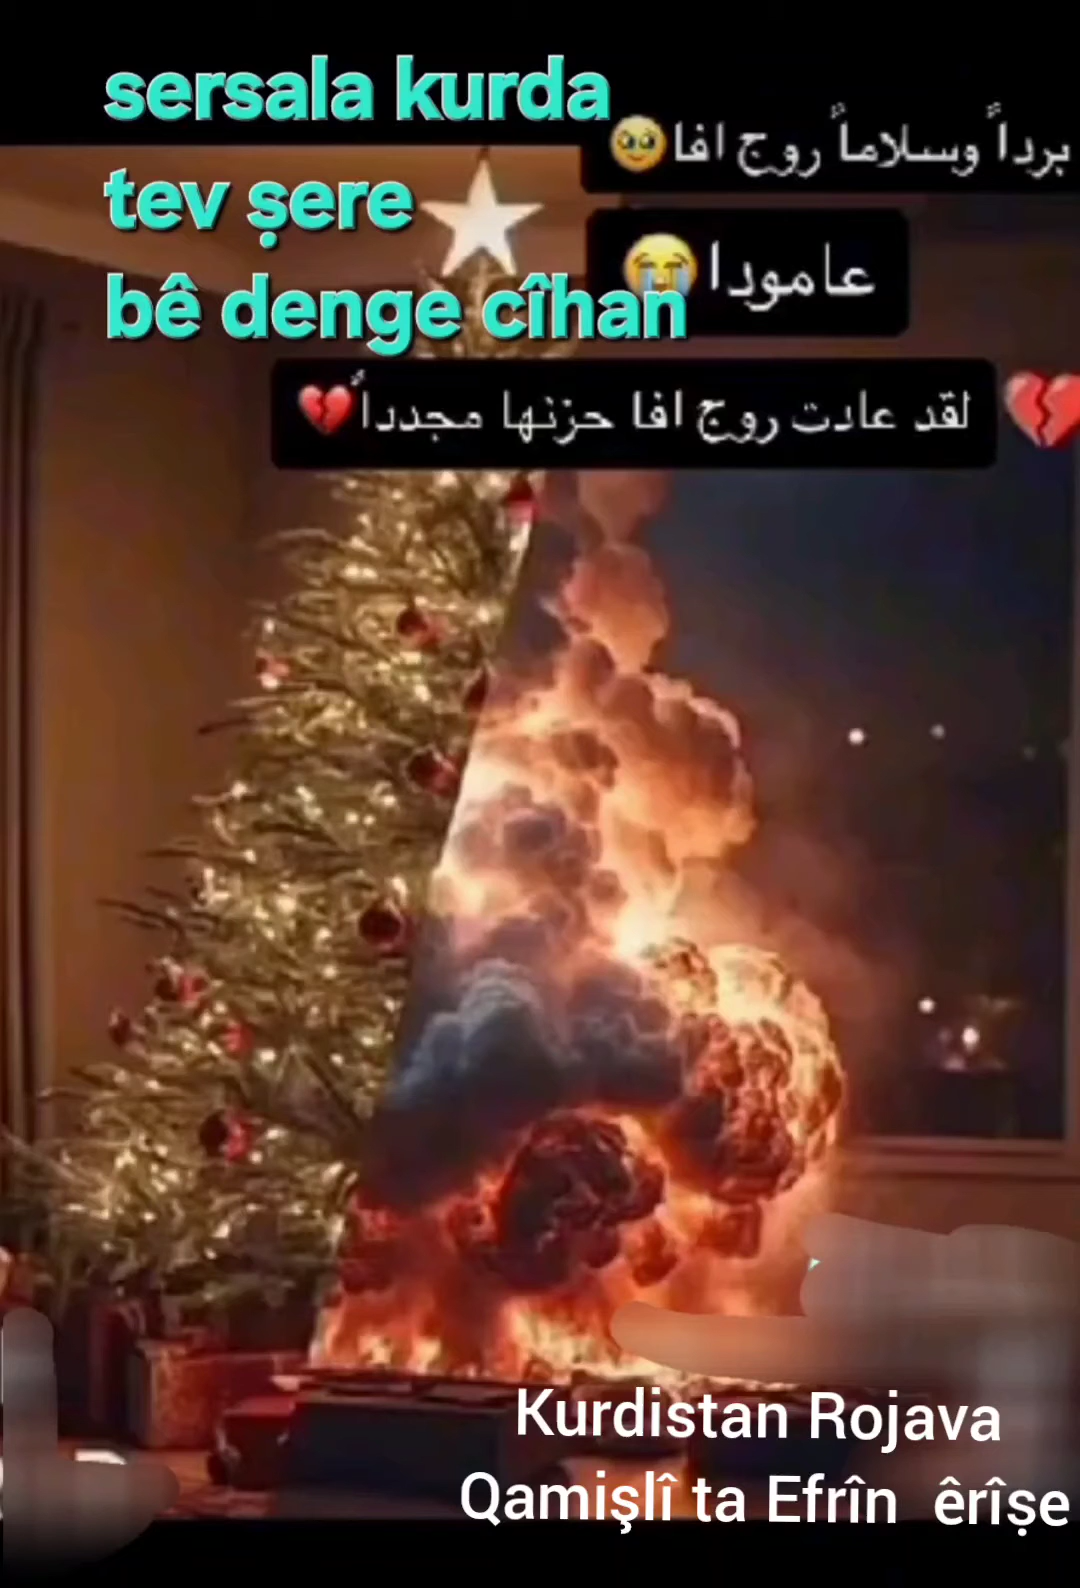 sersala kurda
برداً وسلاماً روج افا🥹
tev şere
عامودا😭
bê denge cîhan
لقد عادت روج افا حزنها مجدداً💔
💔
Kurdistan Rojava
Qamişlî ta Efrîn êrîşe